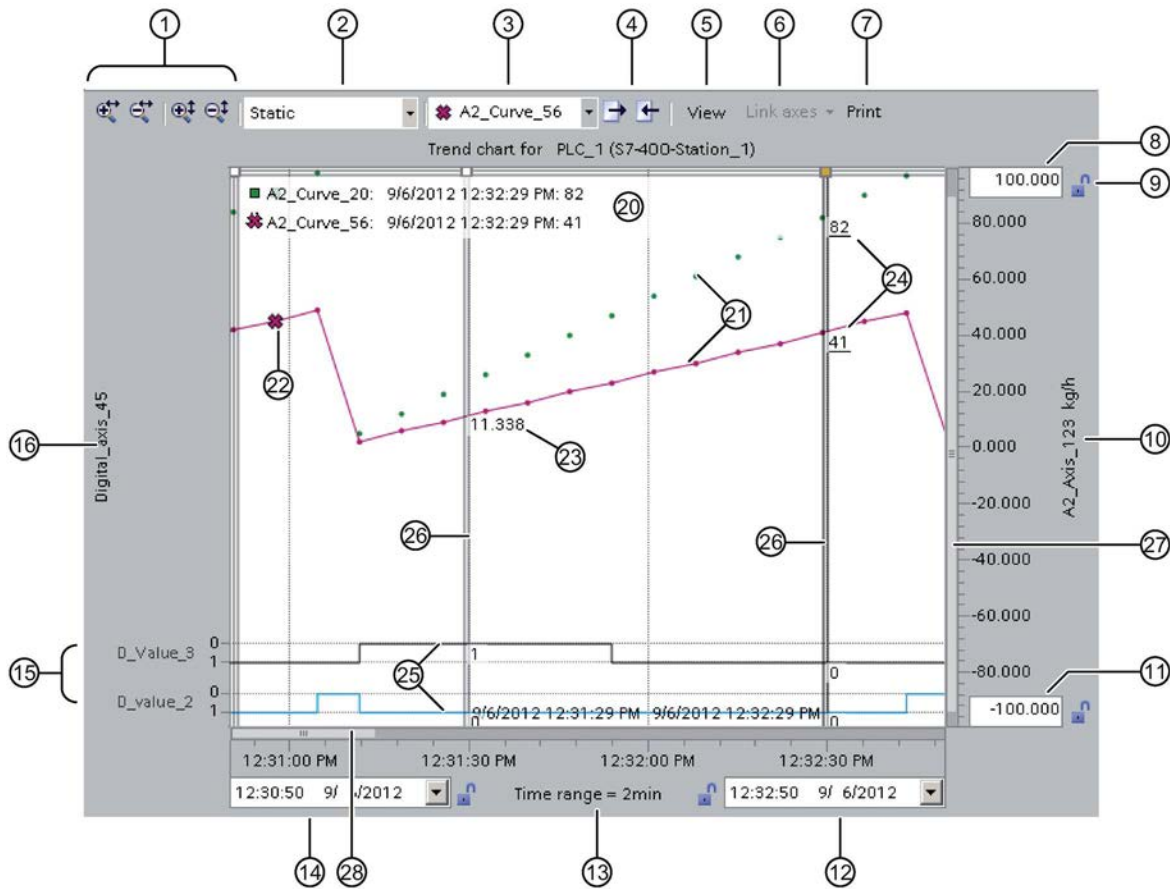 1 2 3 4 5 6 7
Static A2_Curve_56 View Link axes Print
Trend chart for PLC_1 (S7-400-Station_1)
8
100.000
9
A2_Curve_20: 9/6/2012 12:32:29 PM: 82
20
A2_Curve_56: 9/6/2012 12:32:29 PM: 41
82
80.000
24
60.000
21
40.000
41
22
20.000
11.338
16
Digital_axis_45
23
0.000
A2_Axis_123 kg/h
10
-20.000
26
26
27
-40.000
-60.000
15
D_Value_3 0
1
1
25
0
-80.000
11
D_value_2 0
1
9/6/2012 12:31:29 PM 9/6/2012 12:32:29 PM
0
0
-100.000
12:31:00 PM 12:31:30 PM 12:32:00 PM 12:32:30 PM
12:30:50 9/ 6/2012 Time range = 2min 12:32:50 9/ 6/2012
14 28 13 12